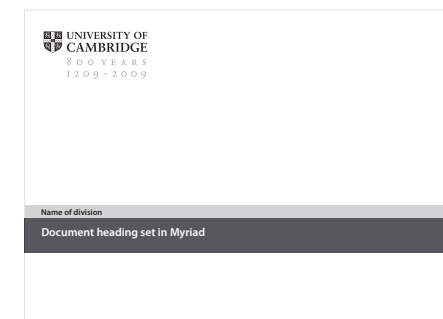 UNIVERSITY OF
CAMBRIDGE
800 YEARS
1209–2009
Name of division
Document heading set in Myriad